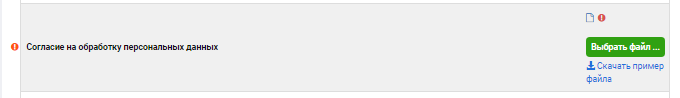 Согласие на обработку персональных данных
Выбрать файл ...
Скачать пример
файла